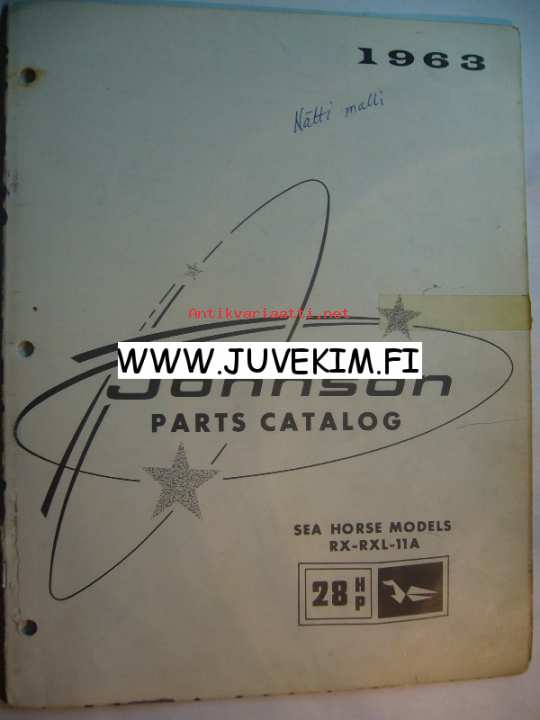 1963
Nätti malli
Antikvariaatti.net
WWW.JUVEKIM.FI
Johnson
PARTS CATALOG
SEA HORSE MODELS
RX-RXL-11A
28 HP